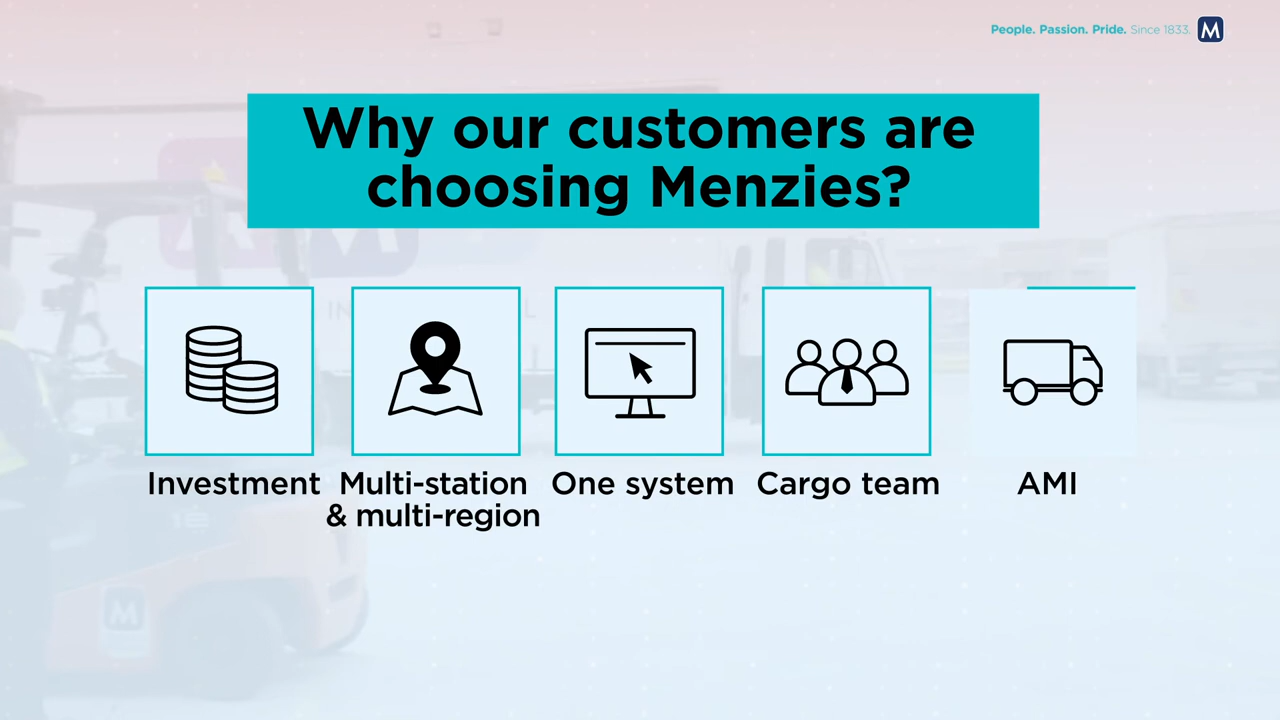 People. Passion. Pride. Since 1833.
M
Why our customers are
choosing Menzies?
Investment
Multi-station
& multi-region
One system
Cargo team
AMI
M